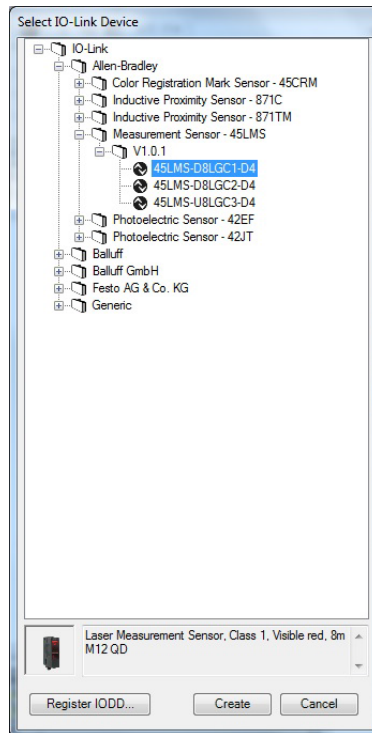 Select IO-Link Device
IO-Link
Allen-Bradley
Color Registration Mark Sensor - 45CRM
Inductive Proximity Sensor - 871C
Inductive Proximity Sensor - 871TM
Measurement Sensor - 45LMS
V1.0.1
45LMS-D8LGC1-D4
45LMS-D8LGC2-D4
45LMS-U8LGC3-D4
Photoelectric Sensor - 42EF
Photoelectric Sensor - 42JT
Balluff
Balluff GmbH
Festo AG & Co. KG
Generic
Laser Measurement Sensor, Class 1, Visible red, 8m
M12 QD
Register IODD...
Create
Cancel